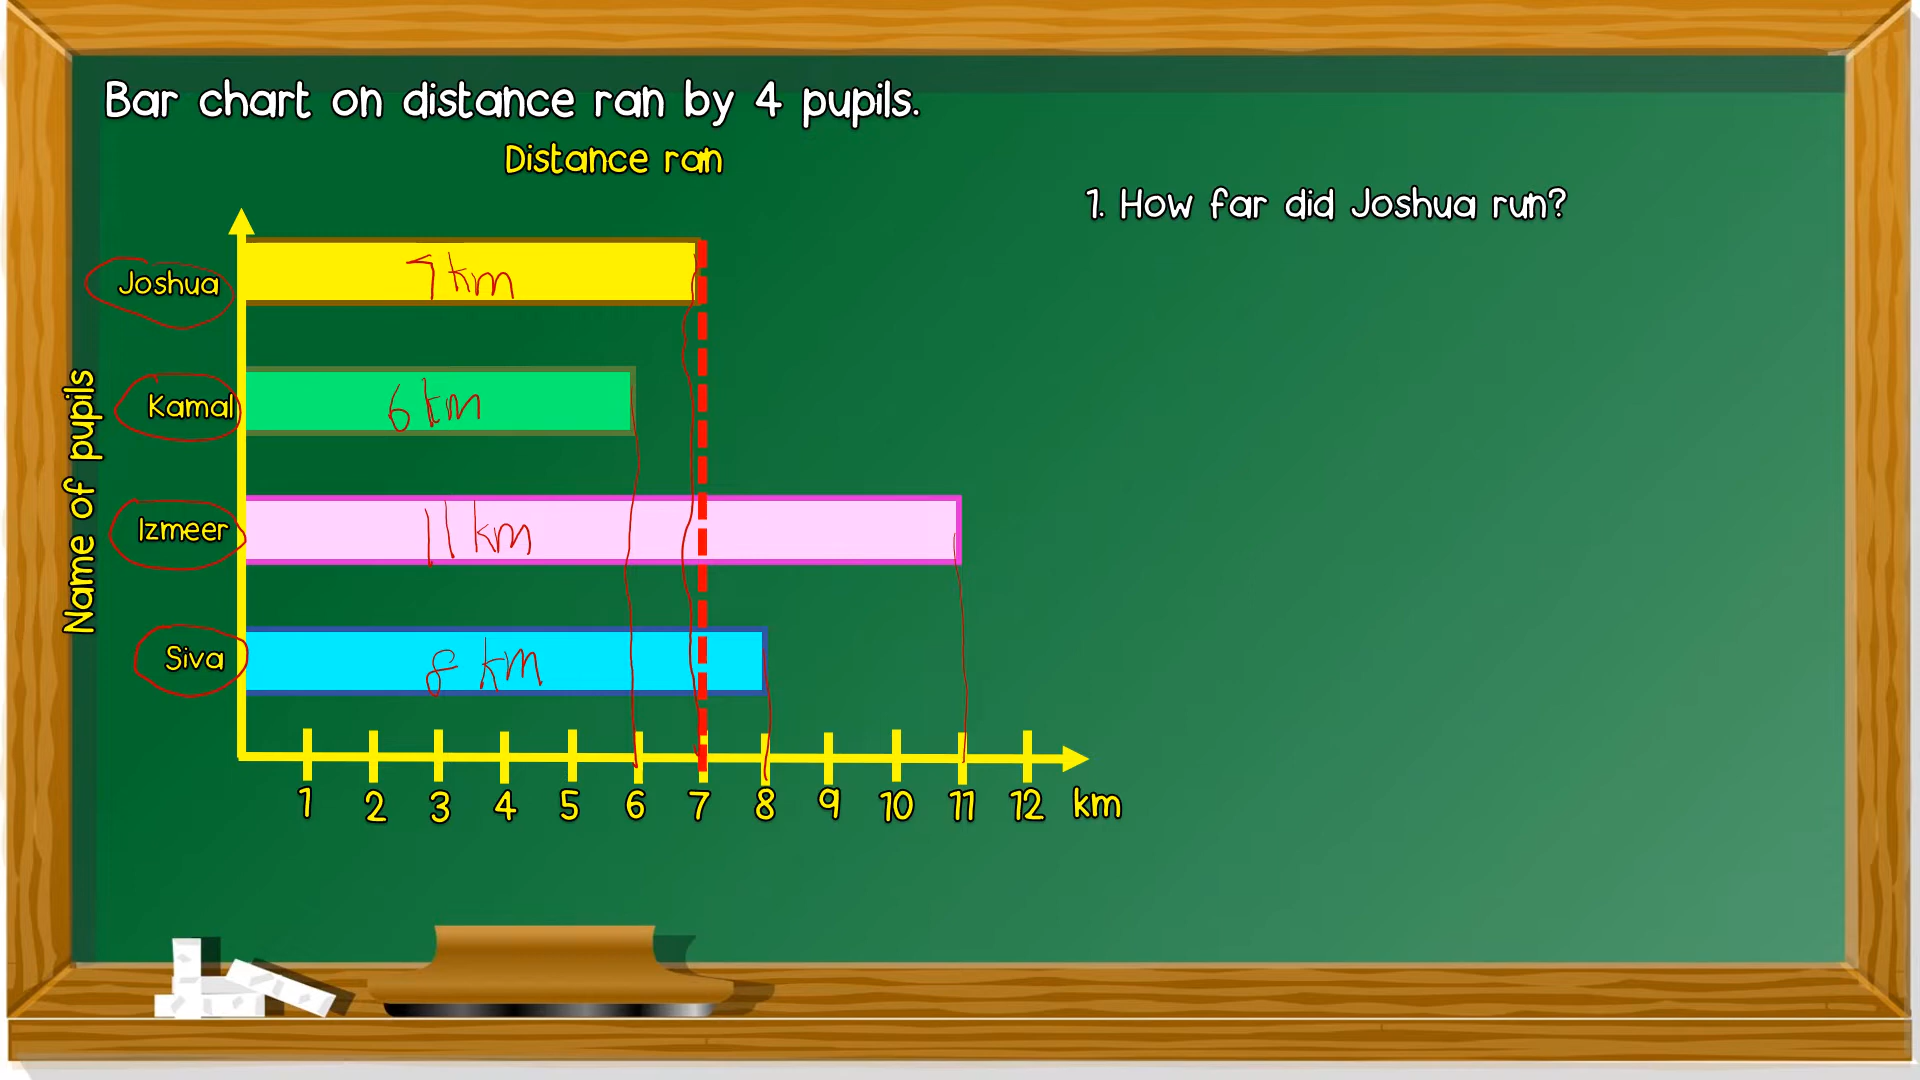 Bar chart on distance ran by 4 pupils.
Distance ran
1. How far did Joshua run?
Name of pupils
Joshua
7 km
Kamal
6 km
Izmeer
11 km
Siva
8 km
1 2 3 4 5 6 7 8 9 10 11 12 km